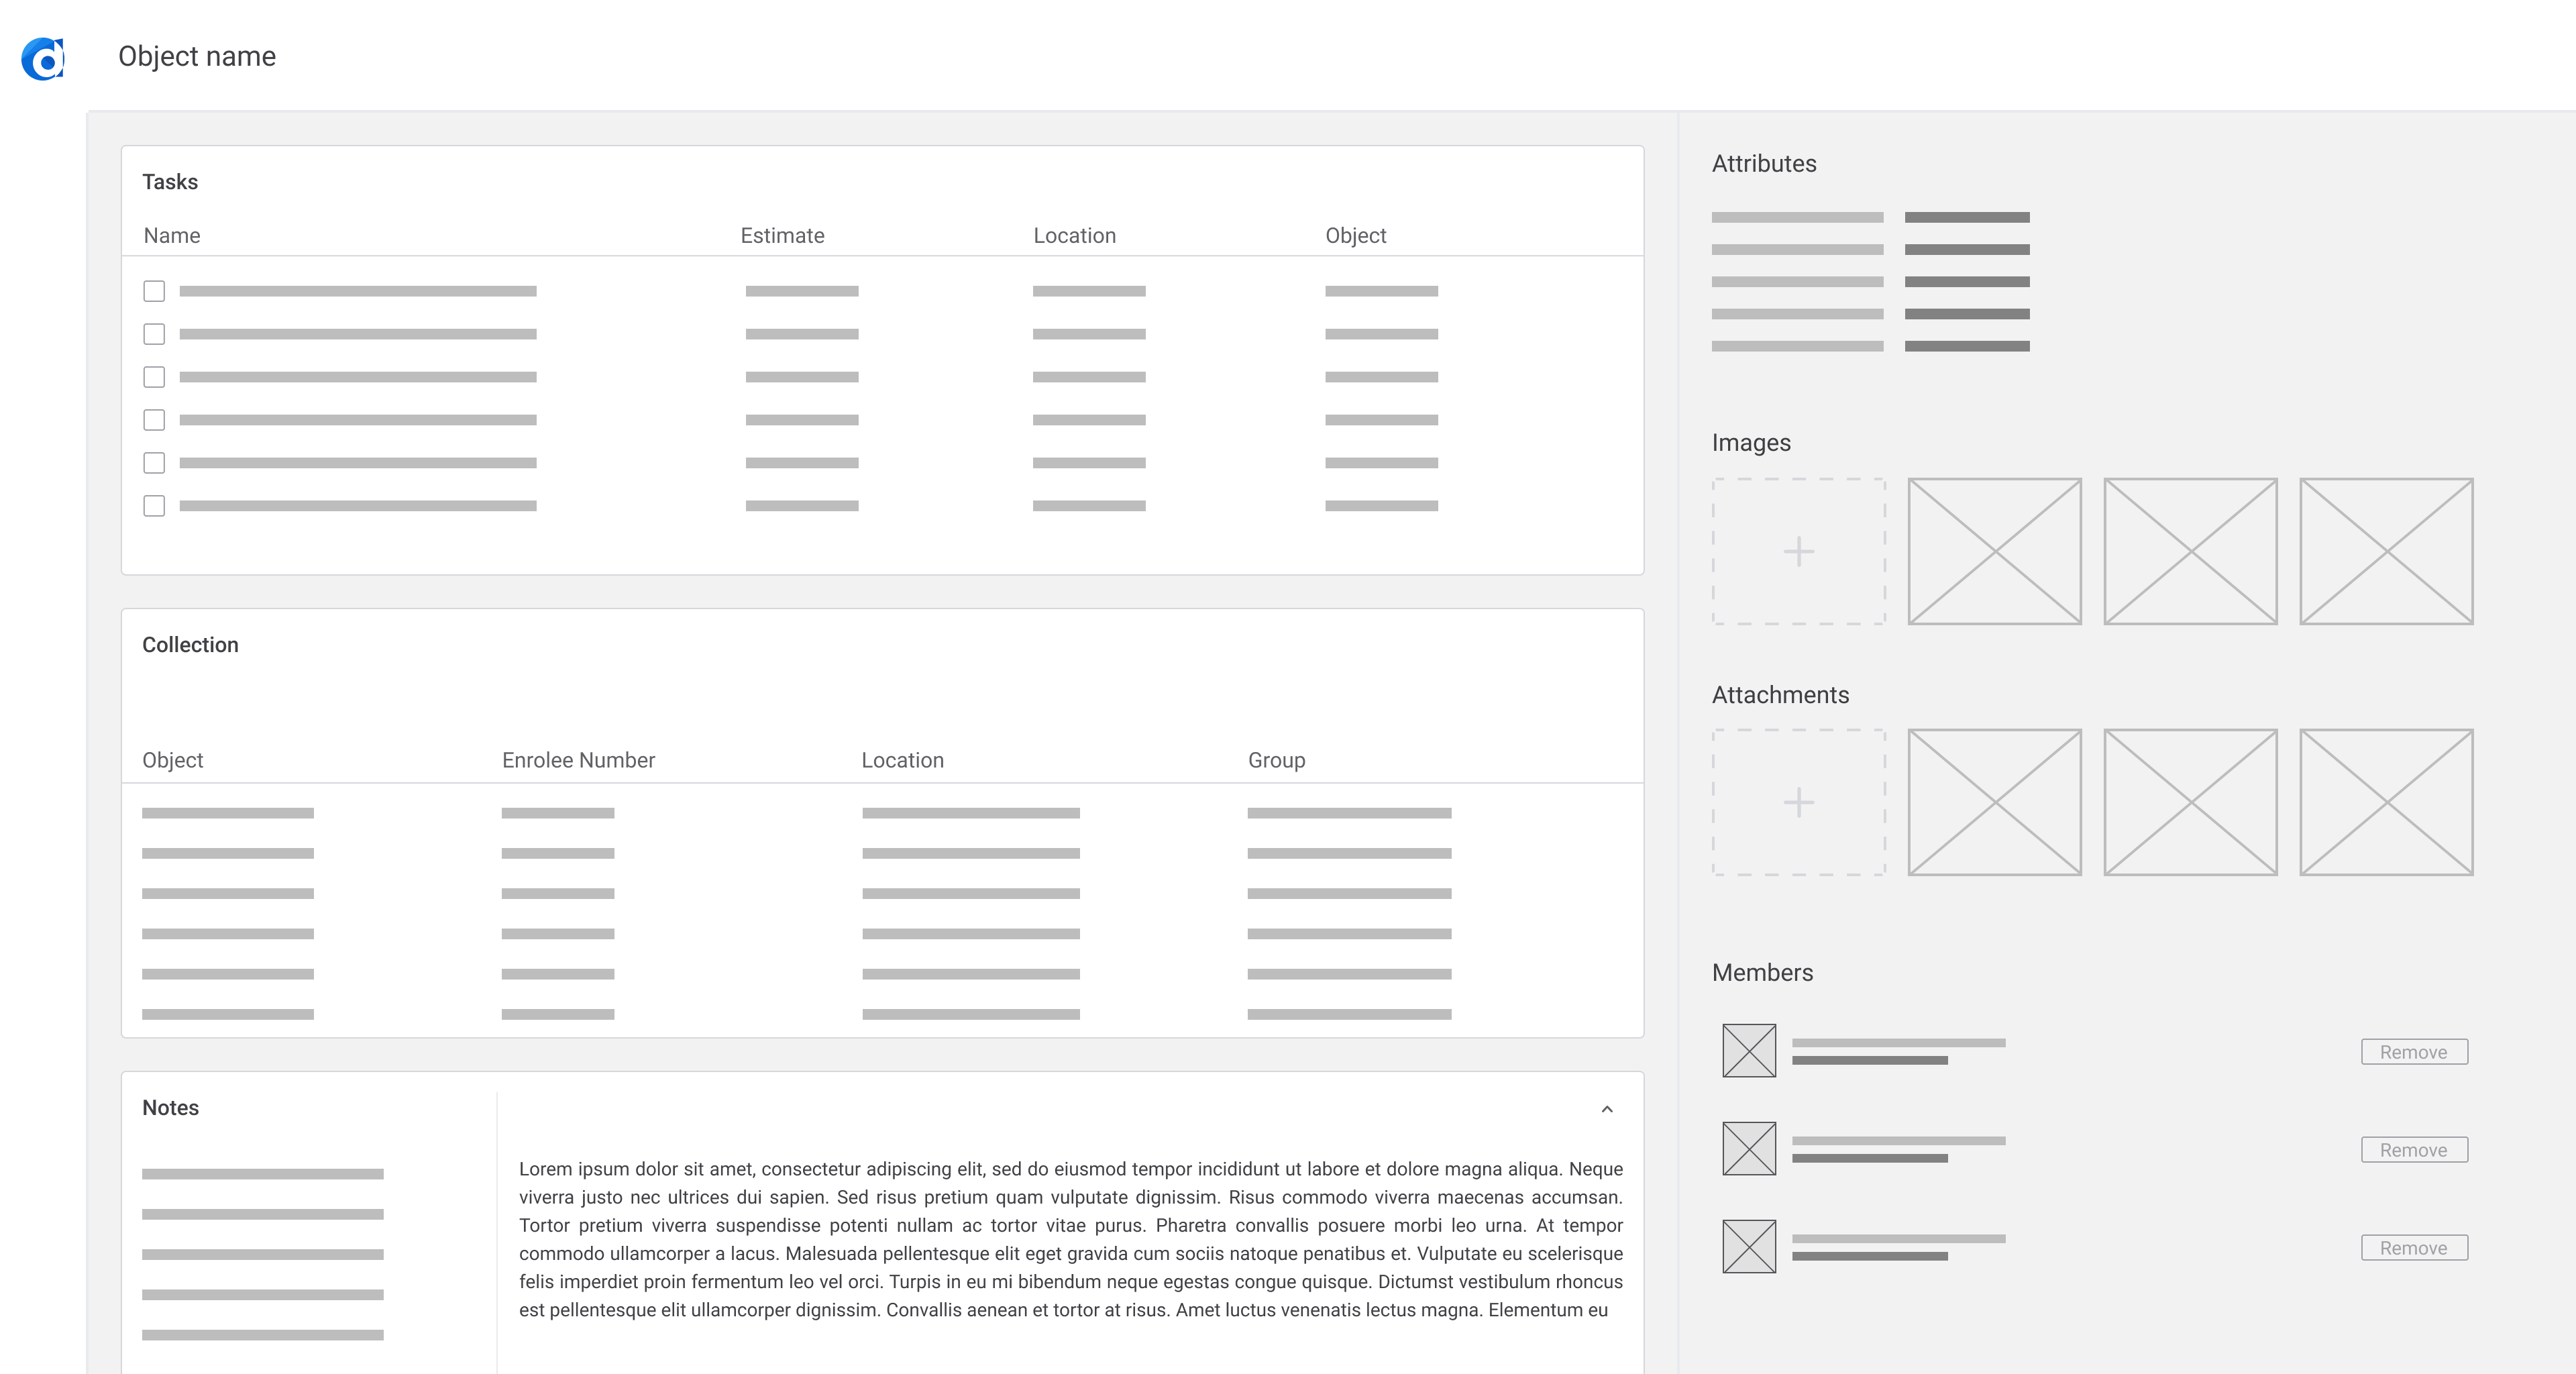 Object name
Tasks
Name Estimate Location Object
Collection
Object Enrolee Number Location Group
Notes
Lorem ipsum dolor sit amet, consectetur adipiscing elit, sed do eiusmod tempor incididunt ut labore et dolore magna aliqua. Neque
viverra justo nec ultrices dui sapien. Sed risus pretium quam vulputate dignissim. Risus commodo viverra maecenas accumsan.
Tortor pretium viverra suspendisse potenti nullam ac tortor vitae purus. Pharetra convallis posuere morbi leo urna. At tempor
commodo ullamcorper a lacus. Malesuada pellentesque elit eget gravida cum sociis natoque penatibus et. Vulputate eu scelerisque
felis imperdiet proin fermentum leo vel orci. Turpis in eu mi bibendum neque egestas congue quisque. Dictumst vestibulum rhoncus
est pellentesque elit ullamcorper dignissim. Convallis aenean et tortor at risus. Amet luctus venenatis lectus magna. Elementum eu
Attributes
Images
Attachments
Members
Remove
Remove
Remove